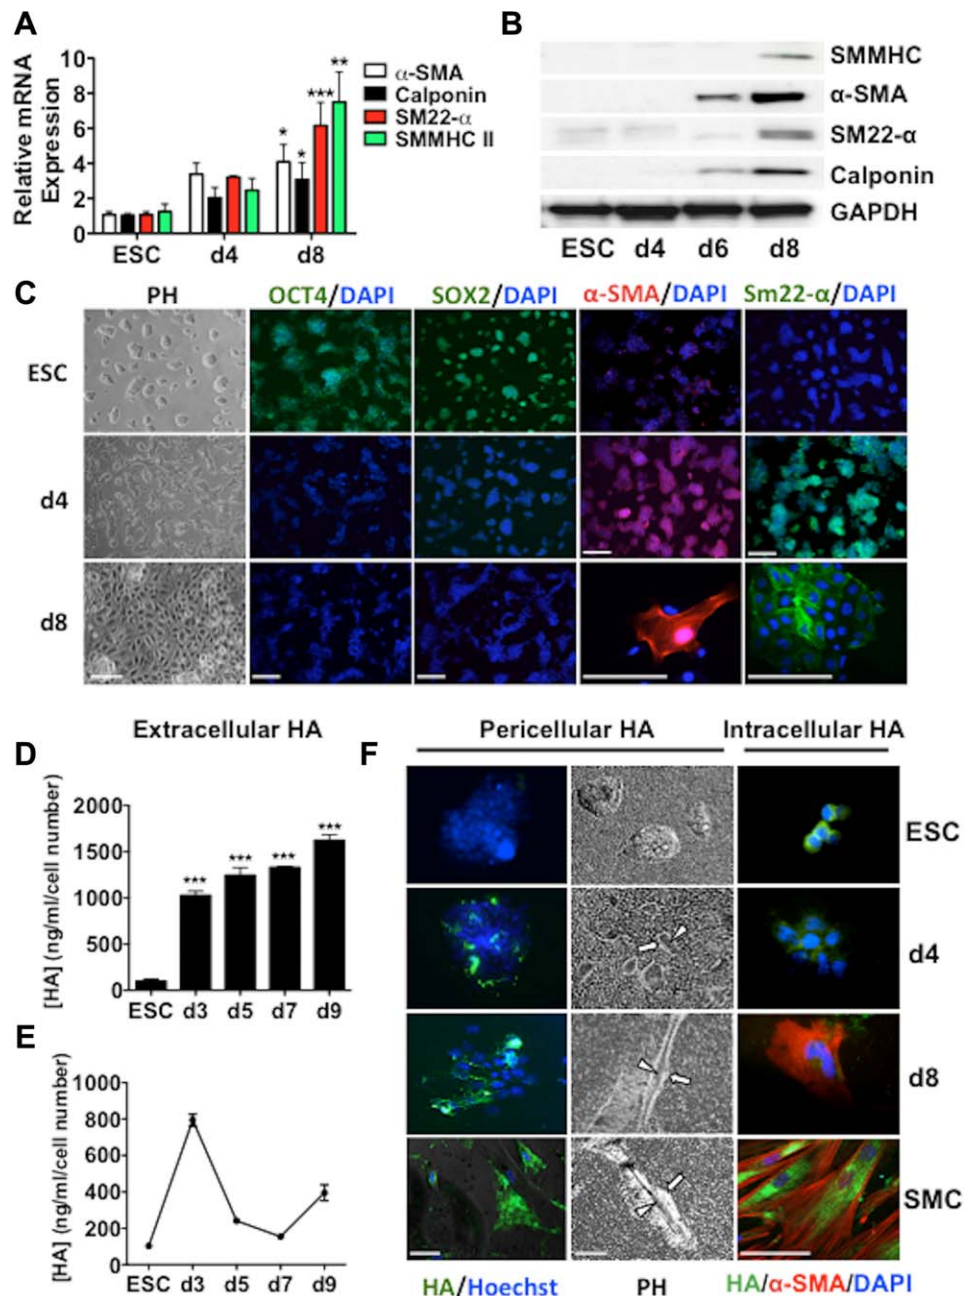 A
Relative mRNA
Expression
10
8
6
4
2
0
* * *** **
α-SMA
Calponin
SM22-α
SMMHC II
ESC d4 d8
B
SMMHC
α-SMA
SM22-α
Calponin
GAPDH
ESC d4 d6 d8
C
PH OCT4/DAPI SOX2/DAPI α-SMA/DAPI Sm22-α/DAPI
ESC
d4
d8
D
Extracellular HA
[HA] (ng/ml/cell number)
2000
1500
1000
500
0
*** *** *** ***
ESC d3 d5 d7 d9
E
[HA] (ng/ml/cell number)
1000
800
600
400
200
0
ESC d3 d5 d7 d9
F
Pericellular HA Intracellular HA
ESC
d4
d8
SMC
HA/Hoechst PH HA/α-SMA/DAPI